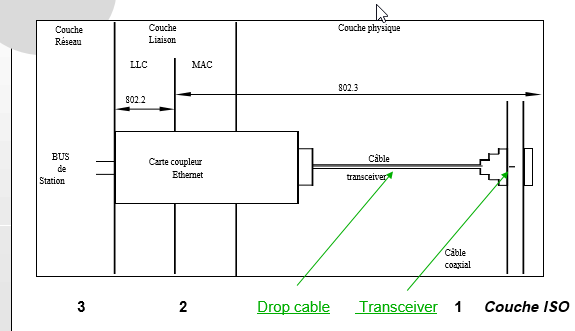 Couche
Réseau
Couche
Liaison
Couche physique
LLC
MAC
802.2
802.3
BUS
de
Station
Carte coupleur
Ethernet
Câble
transceiver
Câble
coaxial
3
2
Drop cable
Transceiver
1
Couche ISO